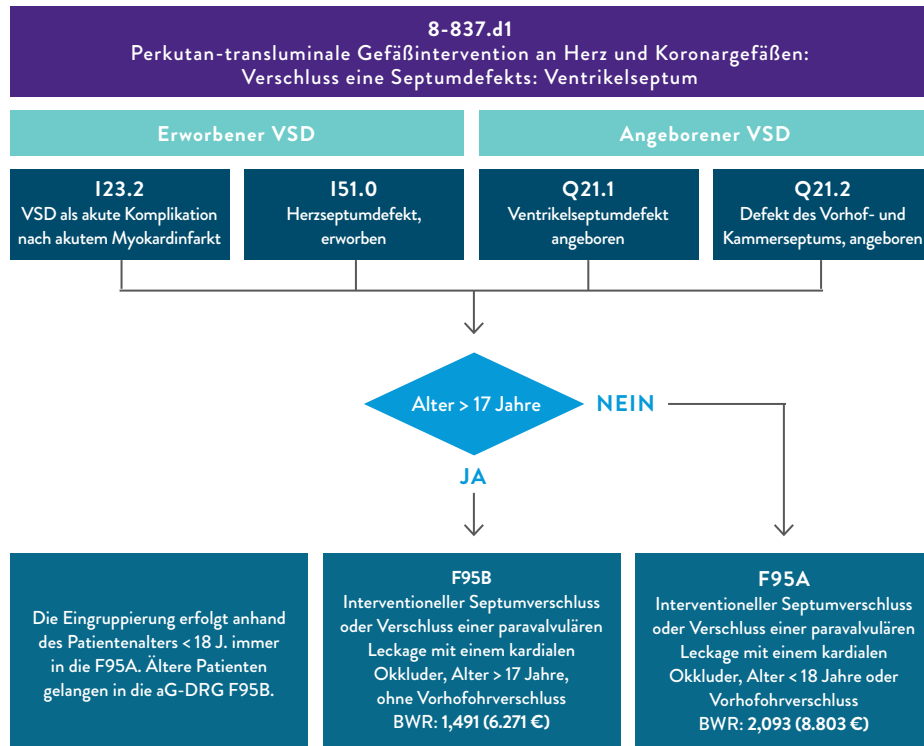 8-837.d1
Perkutan-transluminale Gefäßintervention an Herz und Koronargefäßen:
Verschluss eine Septumdefekts: Ventrikelseptum
Erworbener VSD
Angeborener VSD
I23.2
VSD als akute Komplikation
nach akutem Myokardinfarkt
I51.0
Herzseptumdefekt,
erworben
Q21.1
Ventrikelseptumdefekt
angeboren
Q21.2
Defekt des Vorhof- und
Kammerseptums, angeboren
Alter > 17 Jahre
NEIN
JA
Die Eingruppierung erfolgt anhand
des Patientenalters < 18 J. immer
in die F95A. Ältere Patienten
gelangen in die aG-DRG F95B.
F95B
Interventioneller Septumverschluss
oder Verschluss einer paravalvulären
Leckage mit einem kardialen
Okkluder, Alter > 17 Jahre,
ohne Vorhofohrverschluss
BWR: 1,491 (6.271 €)
F95A
Interventioneller Septumverschluss
oder Verschluss einer paravalvulären
Leckage mit einem kardialen
Okkluder, Alter < 18 Jahre oder
Vorhofohrverschluss
BWR: 2,093 (8.803 €)